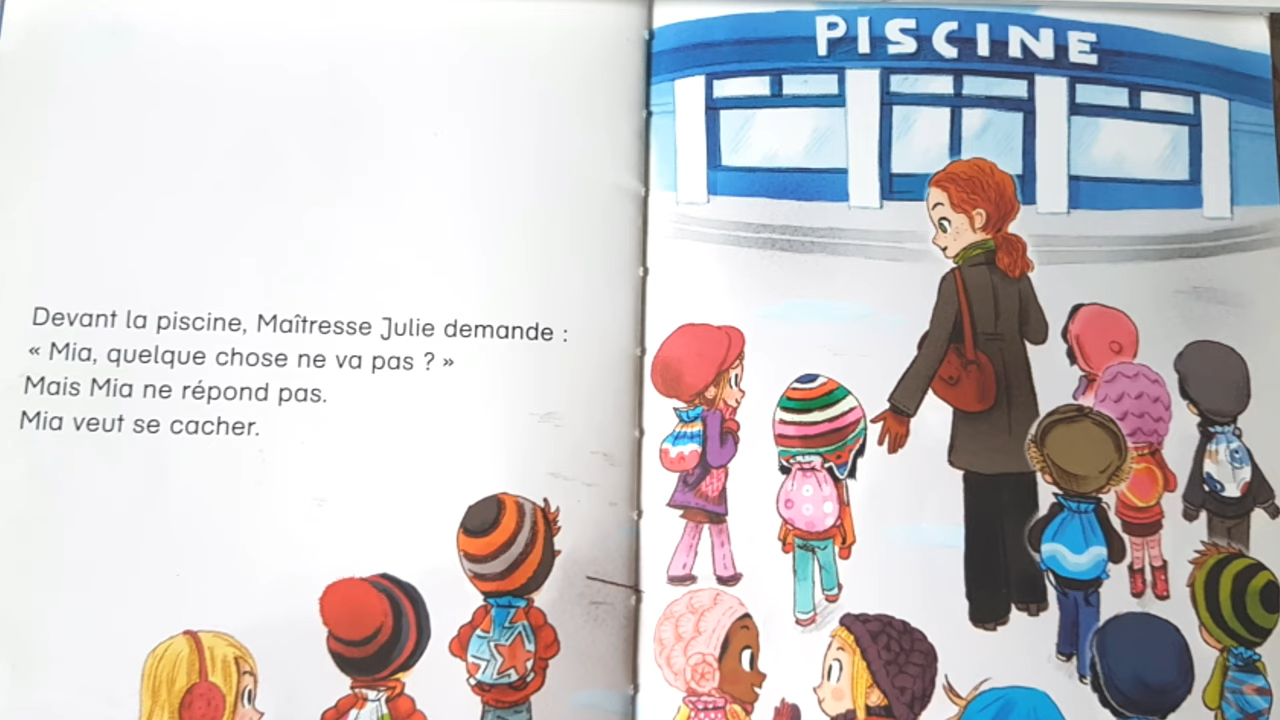 Devant la piscine, Maîtresse Julie demande :
« Mia, quelque chose ne va pas ? »
Mais Mia ne répond pas.
Mia veut se cacher.
PISCINE